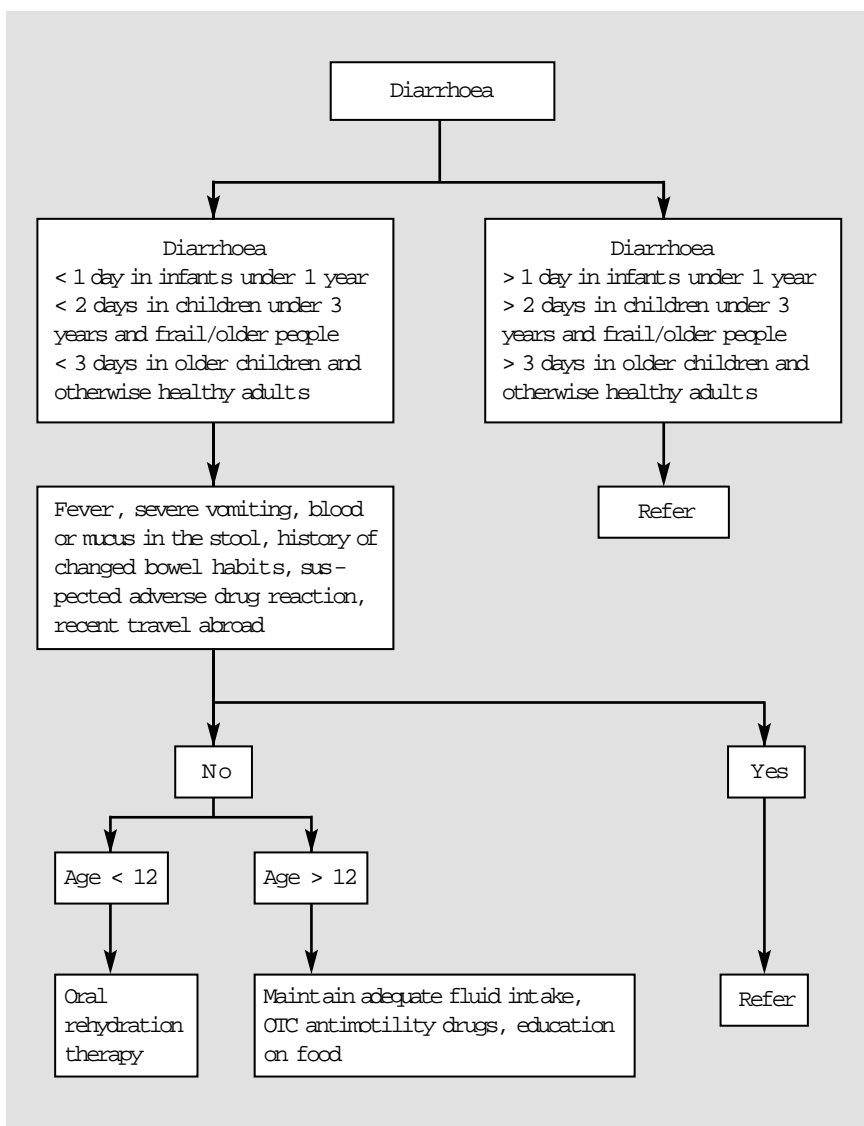 Diarrhoea
Diarrhoea
< 1 day in infants under 1 year
< 2 days in children under 3
years and frail/older people
< 3 days in older children and
otherwise healthy adults
Diarrhoea
> 1 day in infants under 1 year
> 2 days in children under 3
years and frail/older people
> 3 days in older children and
otherwise healthy adults
Fever, severe vomiting, blood
or mucus in the stool, history of
changed bowel habits, sus-
pected adverse drug reaction,
recent travel abroad
Refer
No
Yes
Age < 12
Age > 12
Oral
rehydration
therapy
Maintain adequate fluid intake,
OTC antimotility drugs, education
on food
Refer